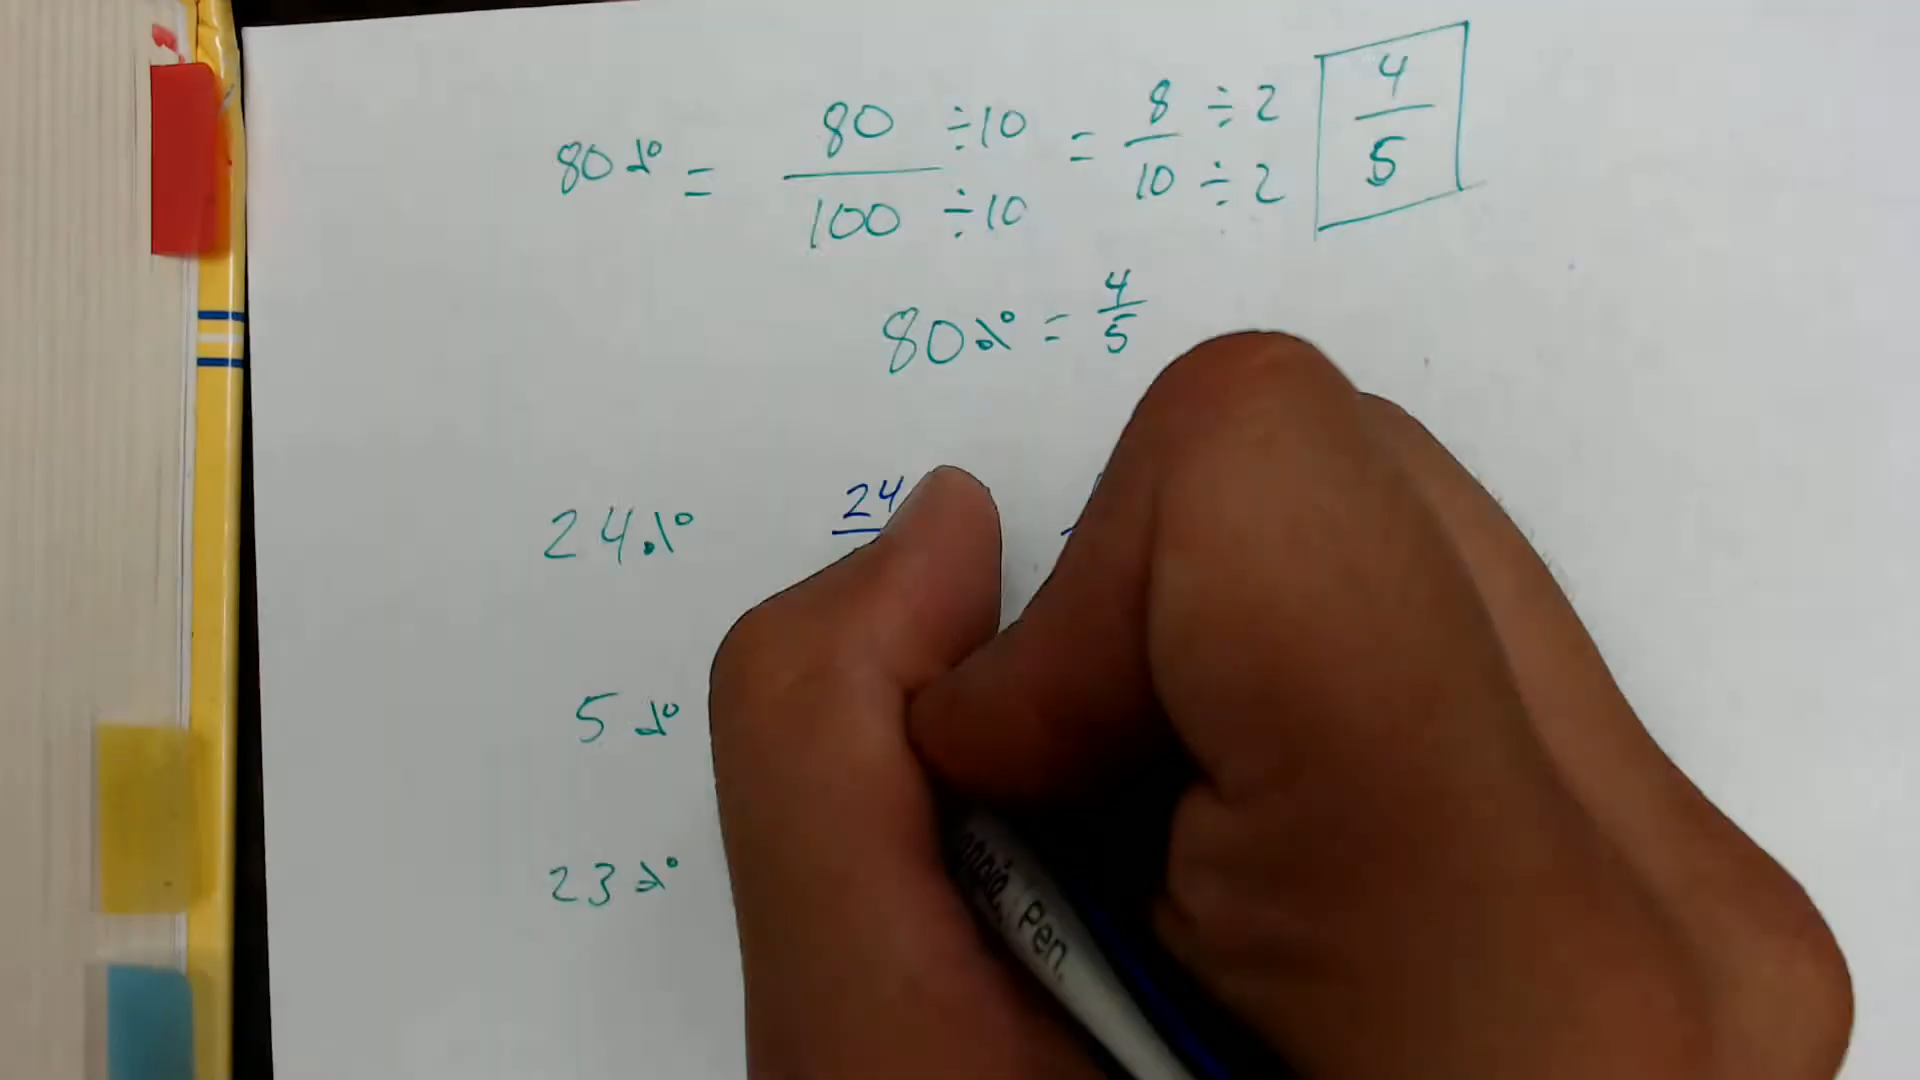 80% = 80/100 ÷10/÷10 = 8/10 ÷2/÷2 4/5
80% = 4/5
24% 24
5%
23%
Pen.